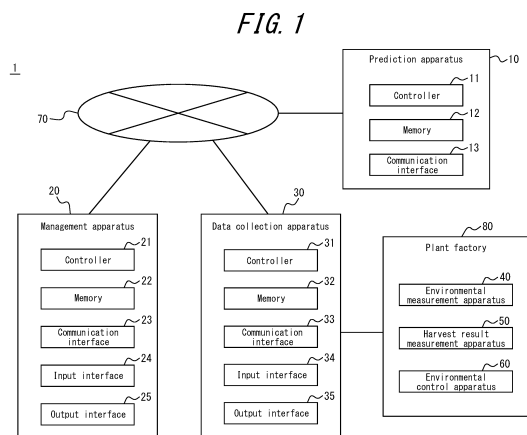 FIG. 1
1
70
Prediction apparatus
10
11
Controller
12
Memory
13
Communication
interface
20
Management apparatus
21
Controller
22
Memory
23
Communication
interface
24
Input interface
25
Output interface
30
Data collection apparatus
31
Controller
32
Memory
33
Communication
interface
34
Input interface
35
Output interface
80
Plant factory
40
Environmental
measurement apparatus
50
Harvest result
measurement apparatus
60
Environmental
control apparatus